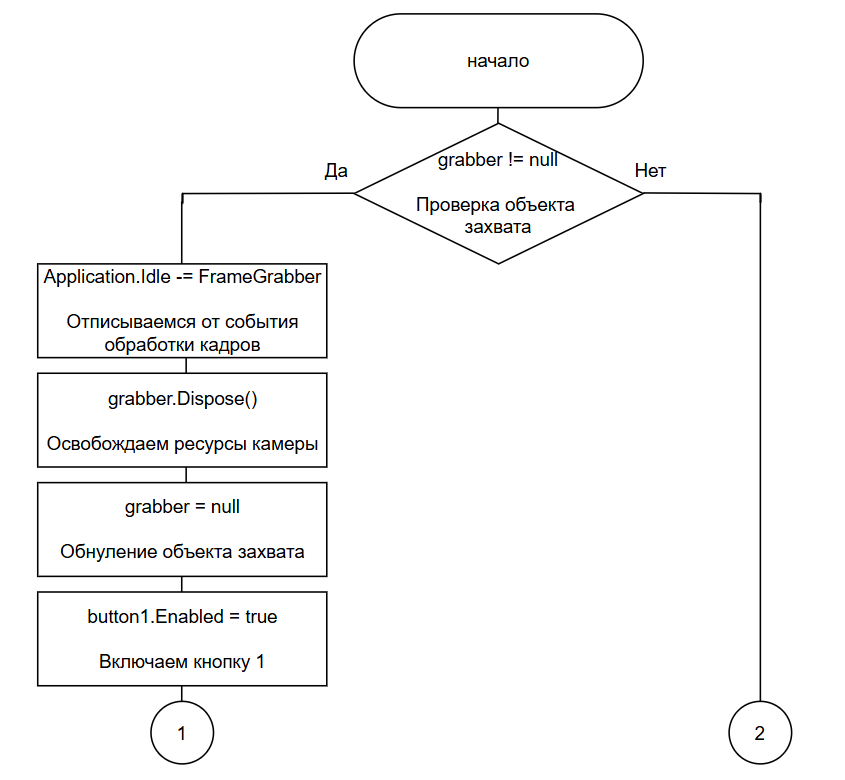 начало
grabber != null
Да
Нет
Проверка объекта
захвата
Application.Idle -= FrameGrabber
Отписываемся от события
обработки кадров
grabber.Dispose()
Освобождаем ресурсы камеры
grabber = null
Обнуление объекта захвата
button1.Enabled = true
Включаем кнопку 1
1
2